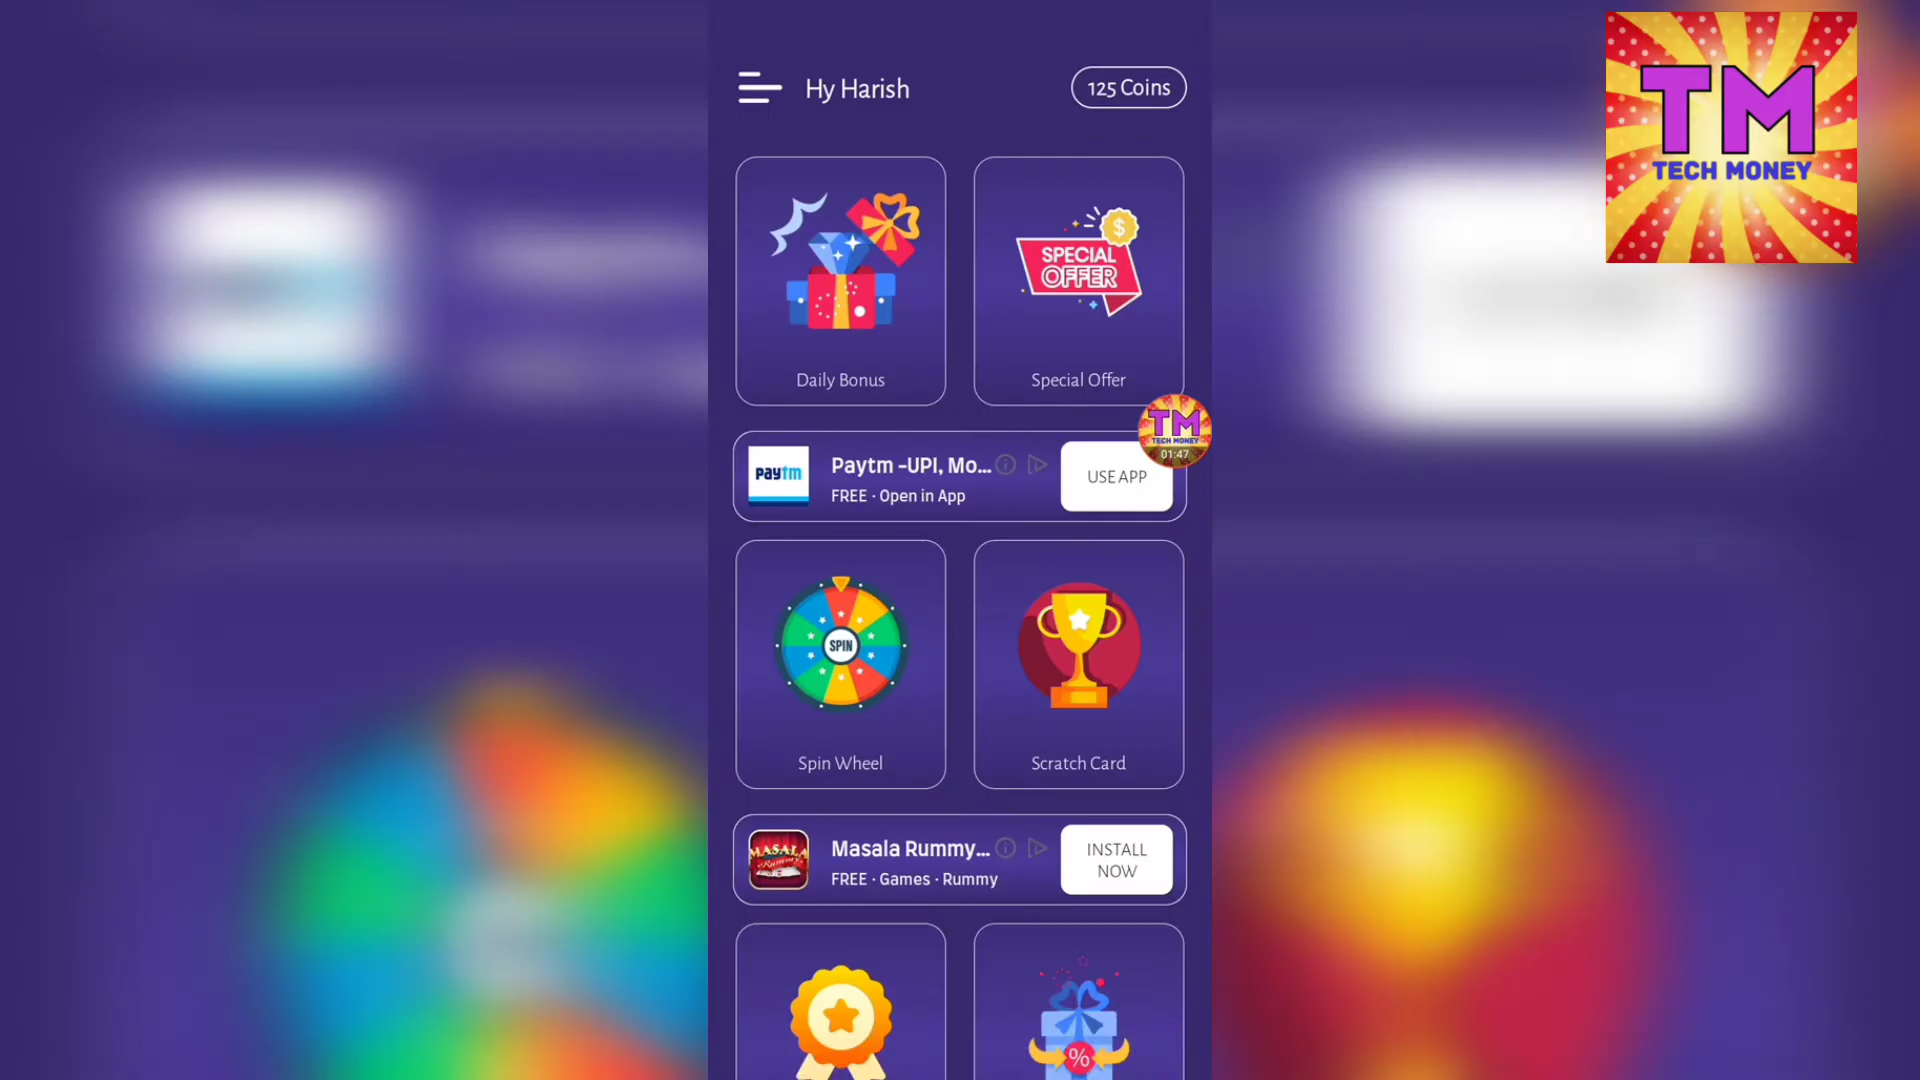 Hy Harish
125 Coins
TM
TECH MONEY
SPECIAL
OFFER
$
Daily Bonus
Special Offer
TM
TECH MONEY
01:47
paytm
Paytm -UPI, Mo...
FREE · Open in App
USE APP
SPIN
Spin Wheel
Scratch Card
MASALA
Rummy
Masala Rummy...
FREE · Games · Rummy
INSTALL
NOW
%